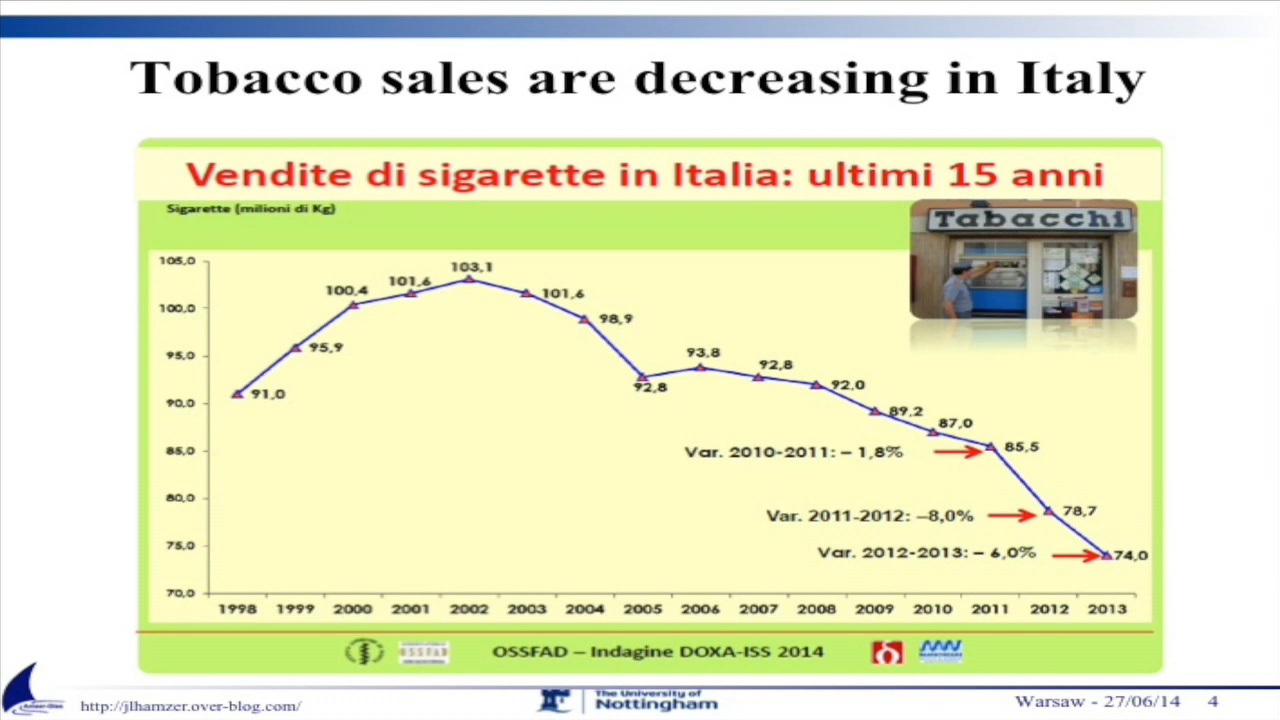 Tobacco sales are decreasing in Italy
Vendite di sigarette in Italia: ultimi 15 anni
Sigarette (milioni di Kg)
Tabacchi
105,0
100,0
95,0
90,0
85,0
80,0
75,0
70,0
91,0
95,9
100,4
101,6
103,1
101,6
98,9
92,8
93,8
92,8
92,0
89,2
87,0
85,5
78,7
74,0
Var. 2010-2011: – 1,8%
Var. 2011-2012: –8,0%
Var. 2012-2013: – 6,0%
1998 1999 2000 2001 2002 2003 2004 2005 2006 2007 2008 2009 2010 2011 2012 2013
OSSFAD
OSSFAD – Indagine DOXA-ISS 2014
http://jlhamzer.over-blog.com/
The University of
Nottingham
Warsaw - 27/06/14 4